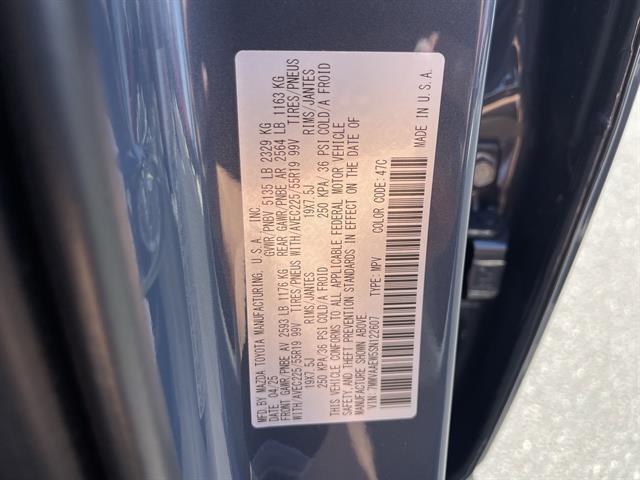 MFD. BY MAZDA TOYOTA MANUFACTURING, U.S.A., INC.
DATE 04/25 GVWR/PNBV 5135 LB 2329 KG
FRONT GAWR/PNBE AV 2593 LB 1176 KG REAR GAWR/PNBE AR 2564 LB 1163 KG
WITH/AVEC225/55R19 99V TIRES/PNEUS WITH/AVEC225/55R19 99V TIRES/PNEUS
19X7.5J RIMS/JANTES 19X7.5J RIMS/JANTES
250 KPA/36 PSI COLD/A FROID 250 KPA/ 36 PSI COLD/A FROID
THIS VEHICLE CONFORMS TO ALL APPLICABLE FEDERAL MOTOR VEHICLE
SAFETY AND THEFT PREVENTION STANDARDS IN EFFECT ON THE DATE OF
MANUFACTURE SHOWN ABOVE.
VIN: TYPE: MPV COLOR CODE: 47C
MADE IN U.S.A.